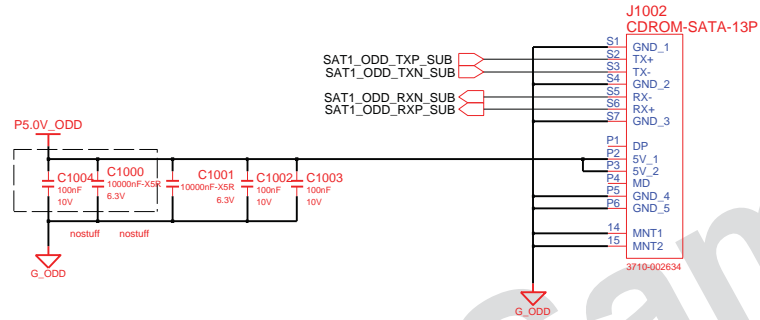 J1002
CDROM-SATA-13P
S1 GND_1
SAT1_ODD_TXP_SUB S2 TX+
SAT1_ODD_TXN_SUB S3 TX-
S4 GND_2
SAT1_ODD_RXN_SUB S5 RX-
SAT1_ODD_RXP_SUB S6 RX+
S7 GND_3
P5.0V_ODD
P1 DP
P2 5V_1
P3 5V_2
P4 MD
P5 GND_4
P6 GND_5
14 MNT1
15 MNT2
3710-002634
C1004
100nF
10V
C1000
10000nF-X5R
6.3V
C1001
10000nF-X5R
6.3V
C1002
100nF
10V
C1003
100nF
10V
nostuff nostuff
G_ODD
G_ODD